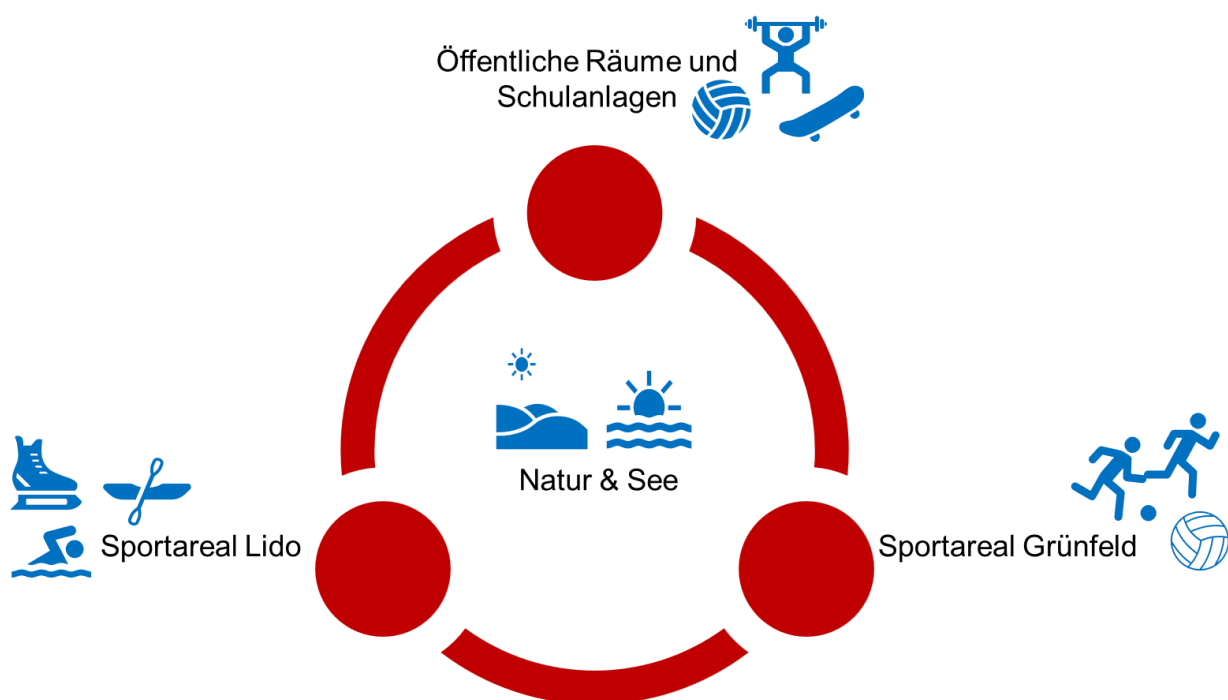 Öffentliche Räume und
Schulanlagen
Natur & See
Sportareal Lido
Sportareal Grünfeld